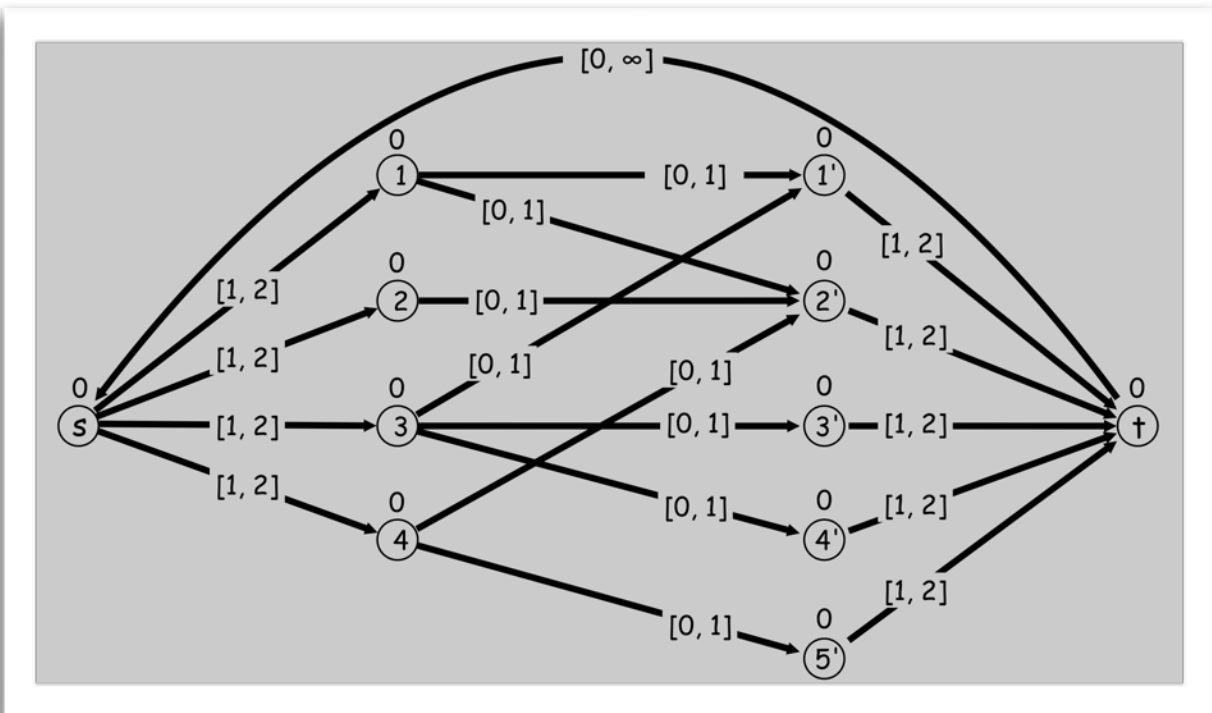 [0, ∞]
0 0
1 [0, 1] 1'
[0, 1]
[1, 2]
0 0
[1, 2] 2 [0, 1] 2'
[1, 2]
[1, 2] [0, 1] [0, 1]
0 0 0 0
s [1, 2] 3 [0, 1] 3' [1, 2] t
[1, 2] 0 [0, 1] 0 [1, 2]
4 4'
[1, 2]
[0, 1] 0
5'